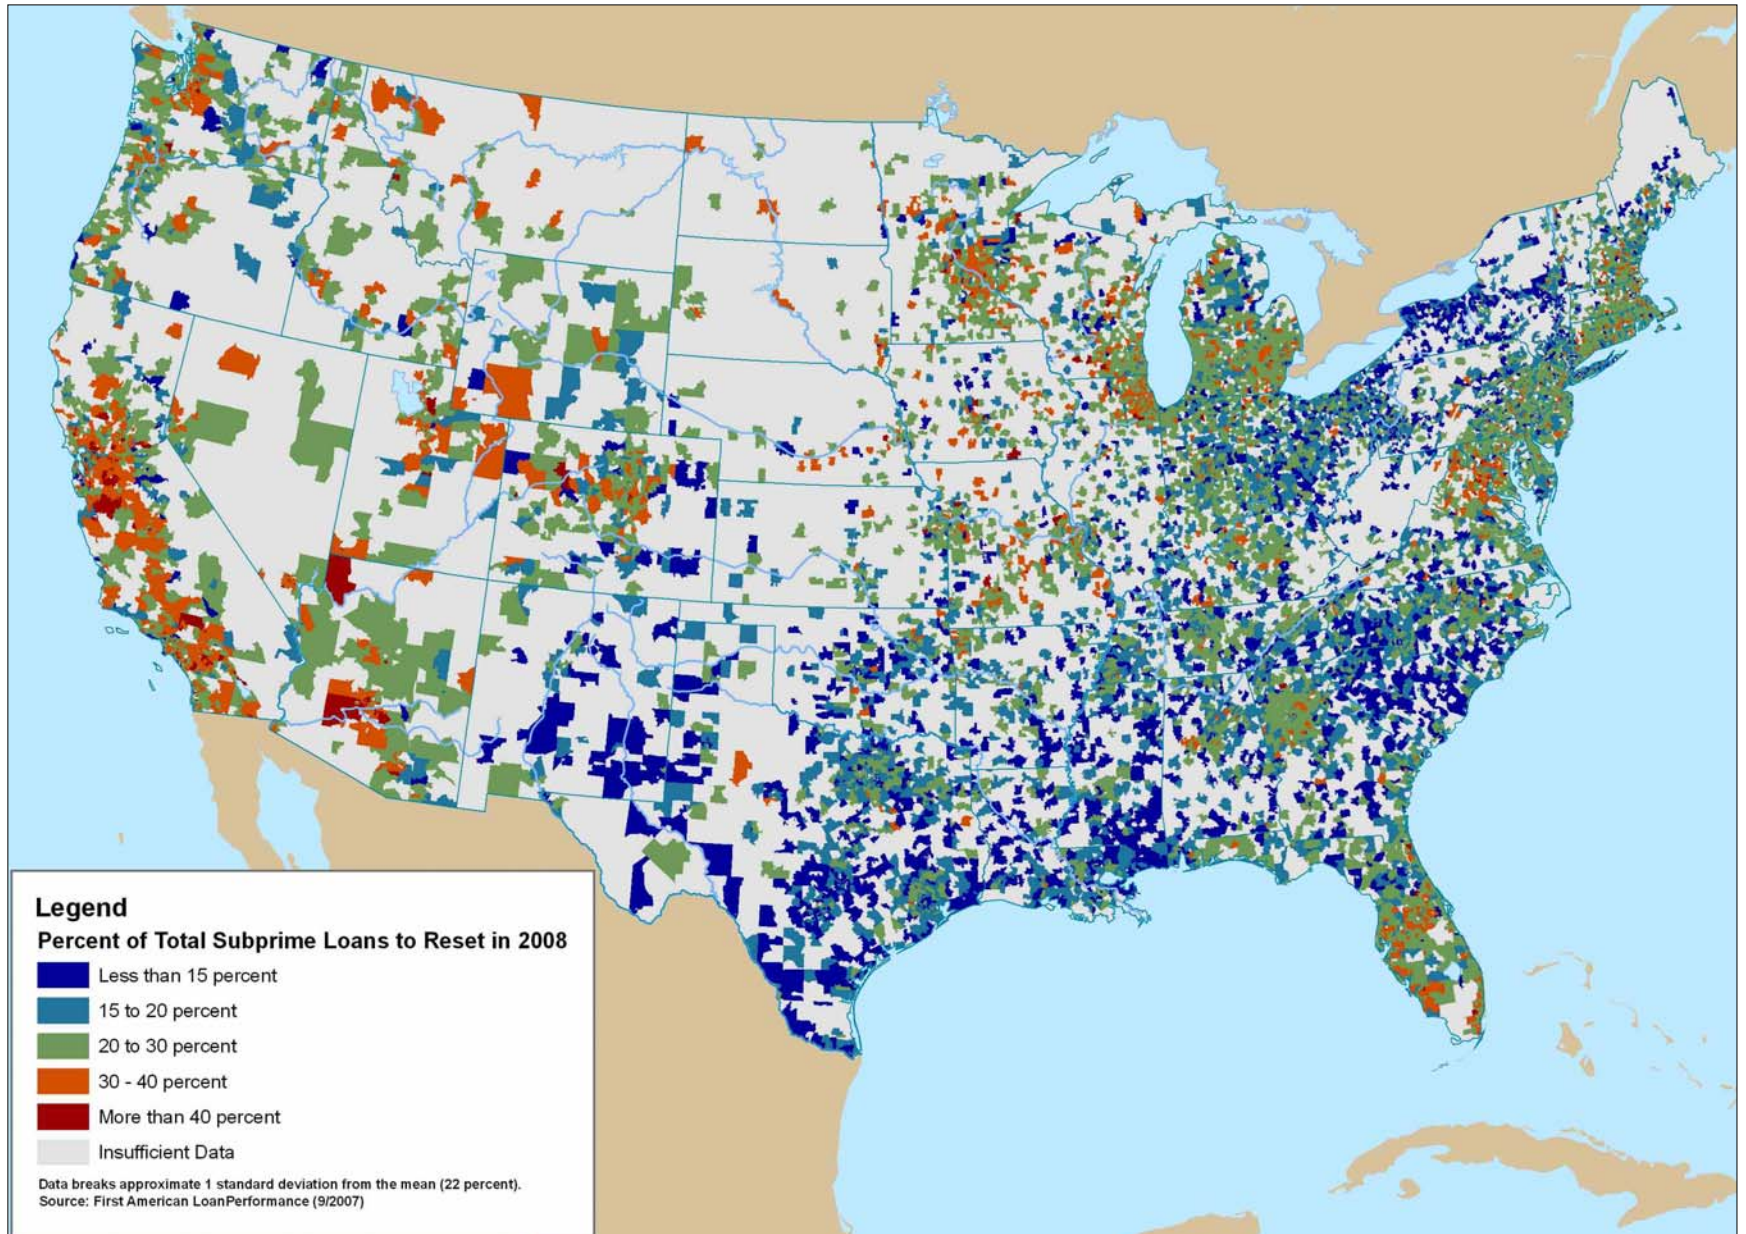 Legend
Percent of Total Subprime Loans to Reset in 2008
Less than 15 percent
15 to 20 percent
20 to 30 percent
30 - 40 percent
More than 40 percent
Insufficient Data
Data breaks approximate 1 standard deviation from the mean (22 percent).
Source: First American LoanPerformance (9/2007)